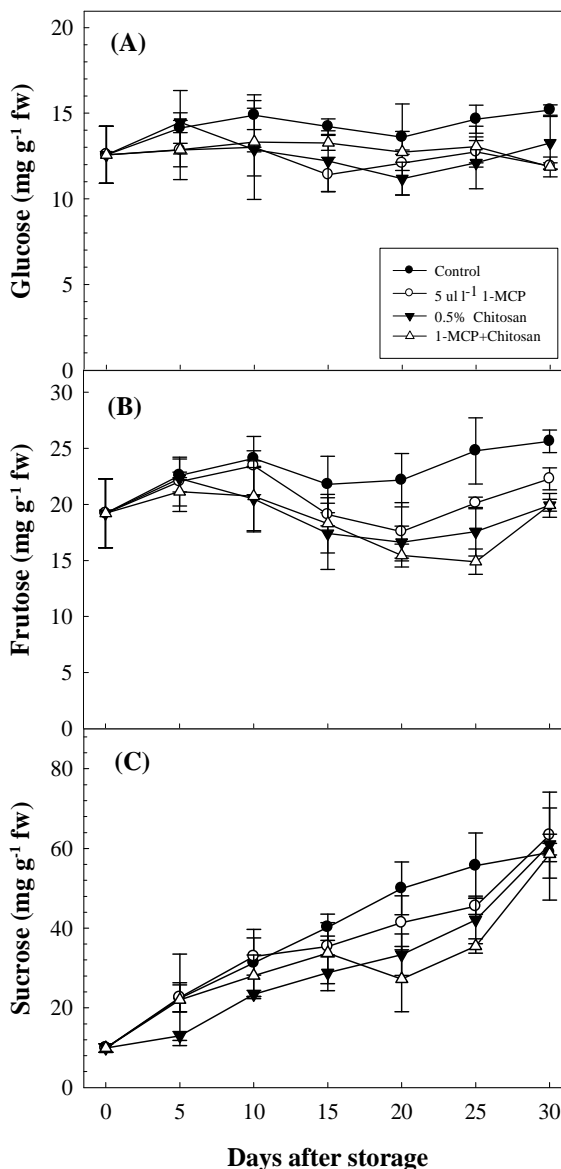 20
(A)
15
10
5
0
Glucose (mg g-1 fw)
Control
5 ul l-1 1-MCP
0.5% Chitosan
1-MCP+Chitosan
30
(B)
25
20
15
10
5
0
Frutose (mg g-1 fw)
80
(C)
60
40
20
0
Sucrose (mg g-1 fw)
0 5 10 15 20 25 30
Days after storage